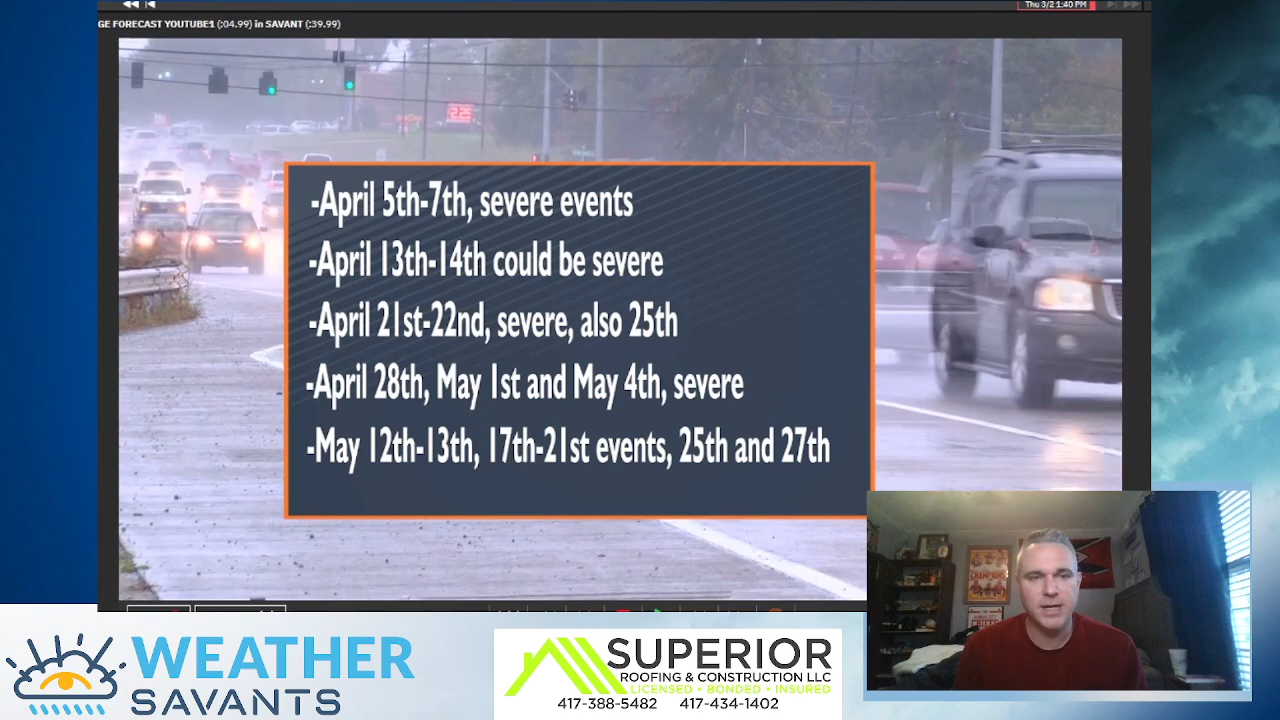 Thu 3/2 1:40 PM
GE FORECAST YOUTUBE1 (:04.99) in SAVANT (:39.99)
2.25
-April 5th-7th, severe events
-April 13th-14th could be severe
-April 21st-22nd, severe, also 25th
-April 28th, May 1st and May 4th, severe
-May 12th-13th, 17th-21st events, 25th and 27th
CHAMPIONS
WEATHER
SAVANTS
SUPERIOR
ROOFING & CONSTRUCTION LLC
LICENSED • BONDED • INSURED
417-388-5482 417-434-1402